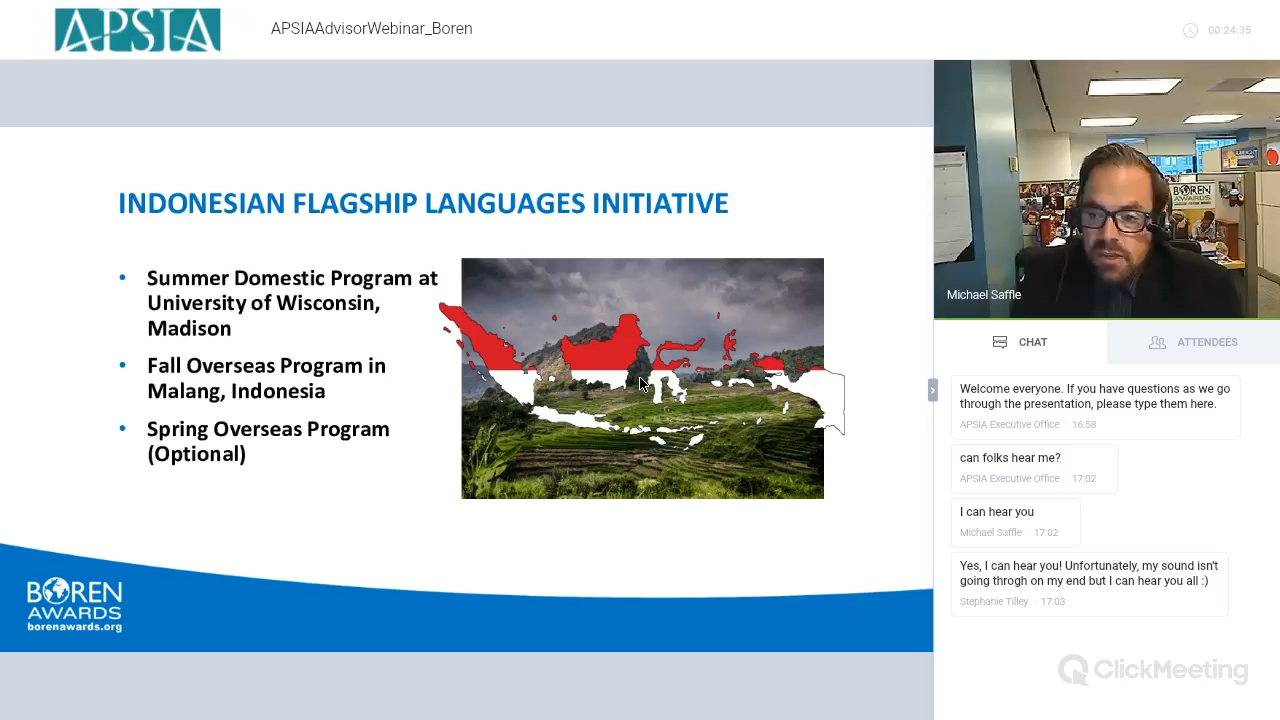 APSIA
APSIAAdvisorWebinar_Boren
00:24:35
INDONESIAN FLAGSHIP LANGUAGES INITIATIVE
• Summer Domestic Program at
University of Wisconsin,
Madison
• Fall Overseas Program in
Malang, Indonesia
• Spring Overseas Program
(Optional)
BOREN
AWARDS
borenawards.org
BOREN
AWARDS
Michael Saffle
CHAT
ATTENDEES
Welcome everyone. If you have questions as we go
through the presentation, please type them here.
APSIA Executive Office 16:58
can folks hear me?
APSIA Executive Office 17:02
I can hear you
Michael Saffle 17:02
Yes, I can hear you! Unfortunately, my sound isn't
going throgh on my end but I can hear you all :)
Stephanie Tilley 17:03
ClickMeeting